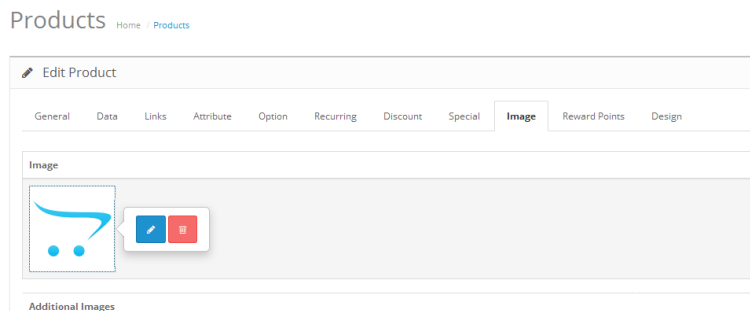 Products Home / Products
Edit Product
General Data Links Attribute Option Recurring Discount Special Image Reward Points Design
Image
Additional Images